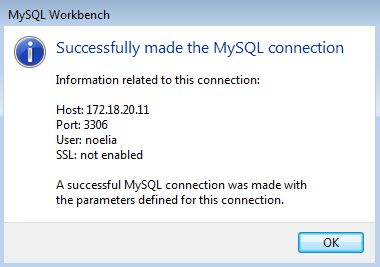 MySQL Workbench
Successfully made the MySQL connection
Information related to this connection:
Host: 172.18.20.11
Port: 3306
User: noelia
SSL: not enabled
A successful MySQL connection was made with
the parameters defined for this connection.
OK